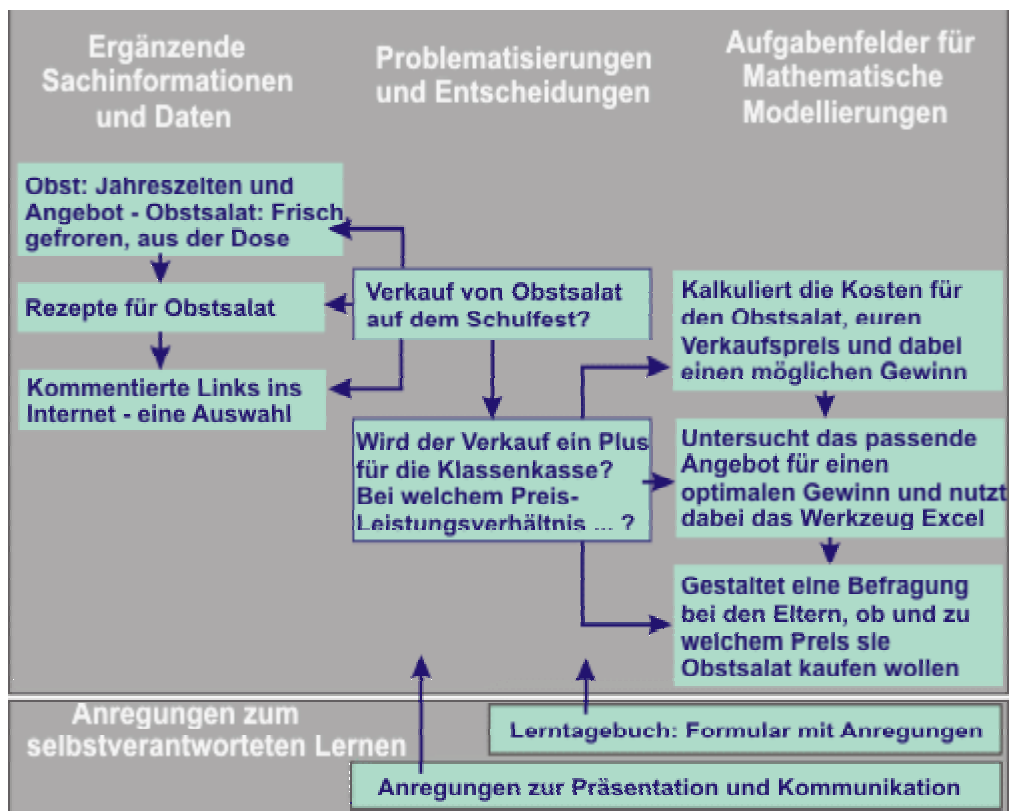 Ergänzende
Sachinformationen
und Daten
Problematisierungen
und Entscheidungen
Aufgabenfelder für
Mathematische
Modellierungen
Obst: Jahreszeiten und
Angebot - Obstsalat: Frisch,
gefroren, aus der Dose
Rezepte für Obstsalat
Kommentierte Links ins
Internet - eine Auswahl
Verkauf von Obstsalat
auf dem Schulfest?
Wird der Verkauf ein Plus
für die Klassenkasse?
Bei welchem Preis-
Leistungsverhältnis ... ?
Kalkuliert die Kosten für
den Obstsalat, euren
Verkaufspreis und dabei
einen möglichen Gewinn
Untersucht das passende
Angebot für einen
optimalen Gewinn und nutzt
dabei das Werkzeug Excel
Gestaltet eine Befragung
bei den Eltern, ob und zu
welchem Preis sie
Obstsalat kaufen wollen
Anregungen zum
selbstverantworteten Lernen
Lerntagebuch: Formular mit Anregungen
Anregungen zur Präsentation und Kommunikation